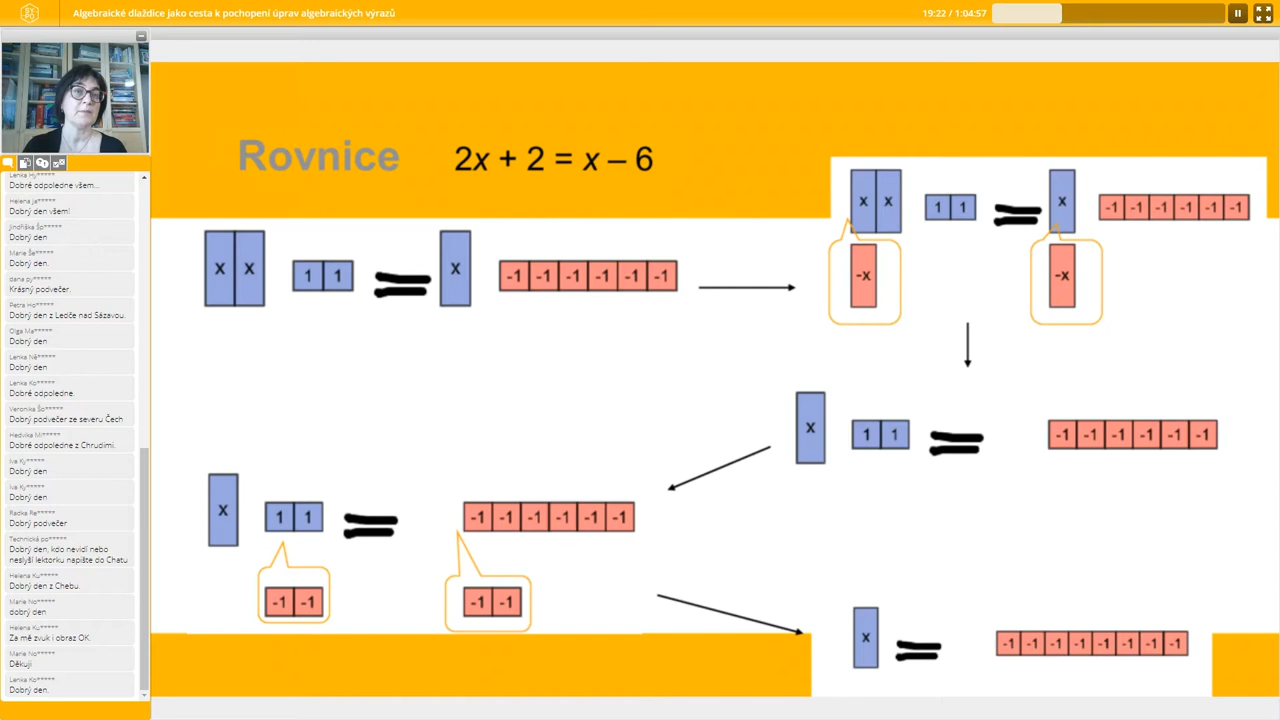 Algebraické dlaždice jako cesta k pochopení úprav algebraických výrazů
19:22 / 1:04:57
Dobré odpoledne všem...
Helena Ja*****
Dobrý den všem!
Jindřiška Šp*****
Dobrý den
Marie Še*****
Dobrý den.
dana py*****
Krásný podvečer.
Petra Ho*****
Dobrý den z Ledče nad Sázavou.
Olga Ma*****
Dobrý den
Lenka Ně*****
Dobrý den
Lenka Ko*****
Dobré odpoledne.
Veronika Šo*****
Dobrý podvečer ze severu Čech
Hedvika Mi*****
Dobré odpoledne z Chrudimi.
Iva Ky*****
Dobrý den
Iva Ky*****
Dobrý den
Radka Re*****
Dobrý podvečer
Technická po*****
Dobrý den, kdo nevidí nebo
neslyší lektorku napište do Chatu
Helena Ku*****
Dobrý den z Chebu.
Marie No*****
dobrý den
Helena Ku*****
Za mě zvuk i obraz OK
Marie No*****
Děkuji
Lenka Ko*****
Dobrý den.
Rovnice 2x + 2 = x – 6
x x 1 1 = x -1 -1 -1 -1 -1 -1
x x 1 1 = x -1 -1 -1 -1 -1 -1
-x -x
x 1 1 = -1 -1 -1 -1 -1 -1
x 1 1 = -1 -1 -1 -1 -1 -1
-1 -1 -1 -1
x = -1 -1 -1 -1 -1 -1 -1 -1